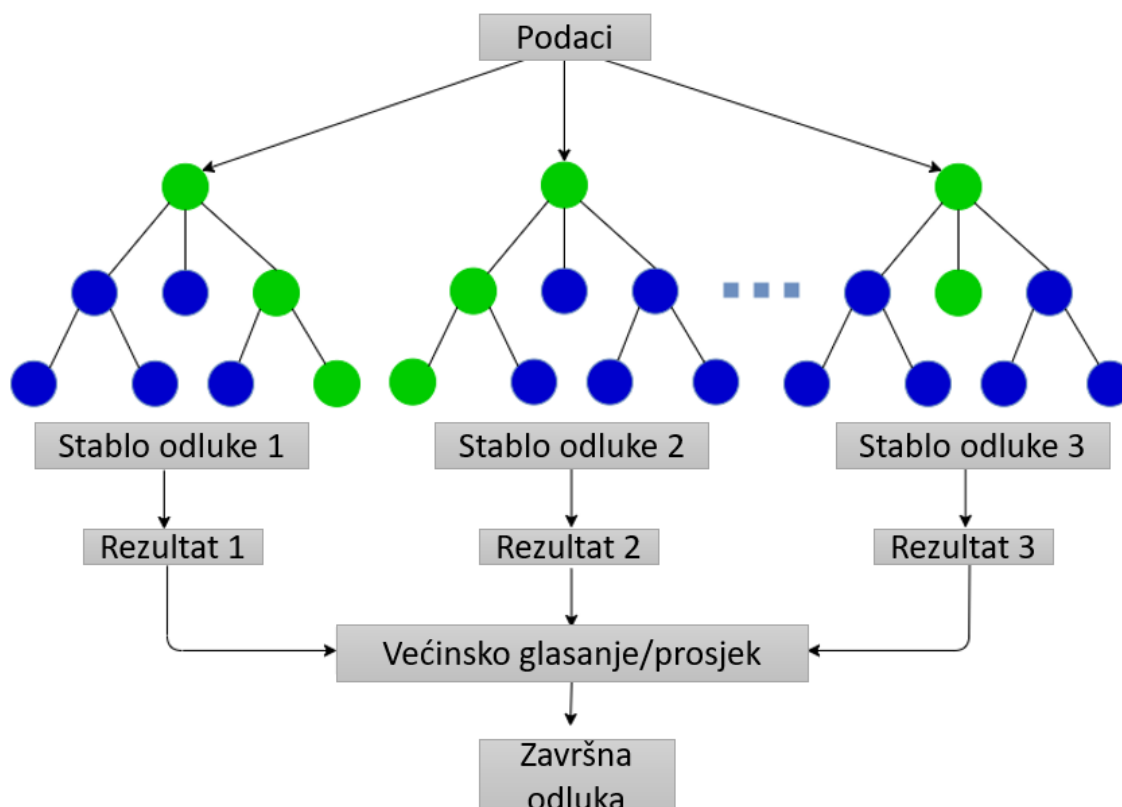 Podaci
Stablo odluke 1
Stablo odluke 2
Stablo odluke 3
Rezultat 1
Rezultat 2
Rezultat 3
Većinsko glasanje/prosjek
Završna
odluka